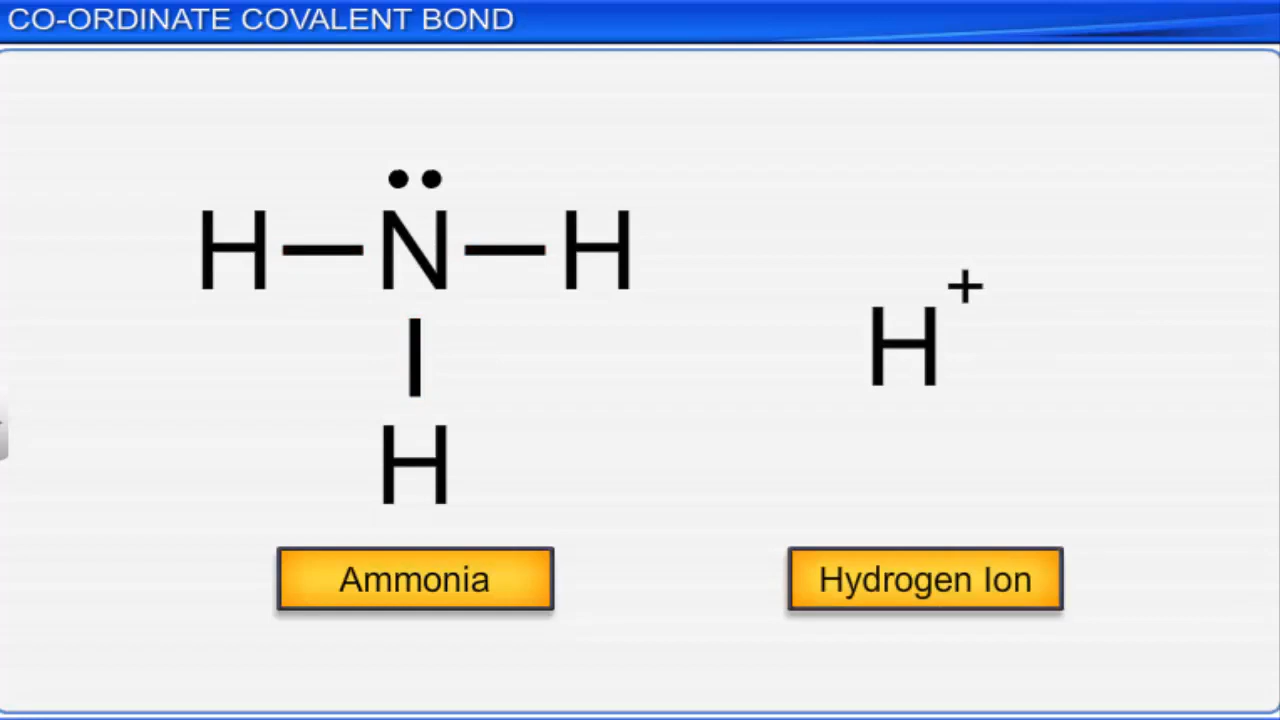 CO-ORDINATE COVALENT BOND
H — N — H
H
H+
Ammonia
Hydrogen Ion